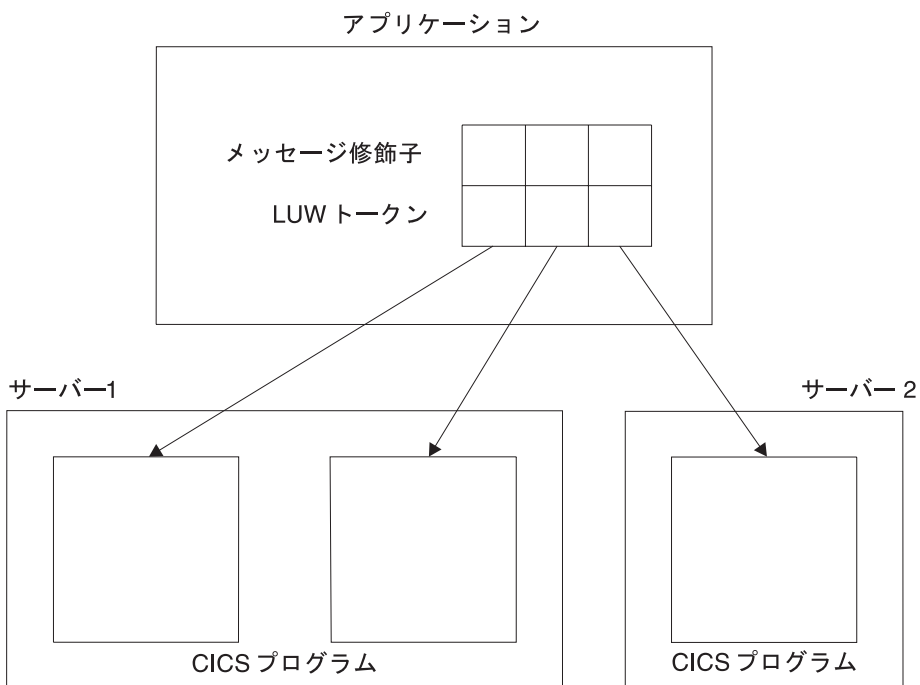 アプリケーション
メッセージ修飾子
LUW トークン
サーバー1
サーバー 2
CICS プログラム
CICS プログラム